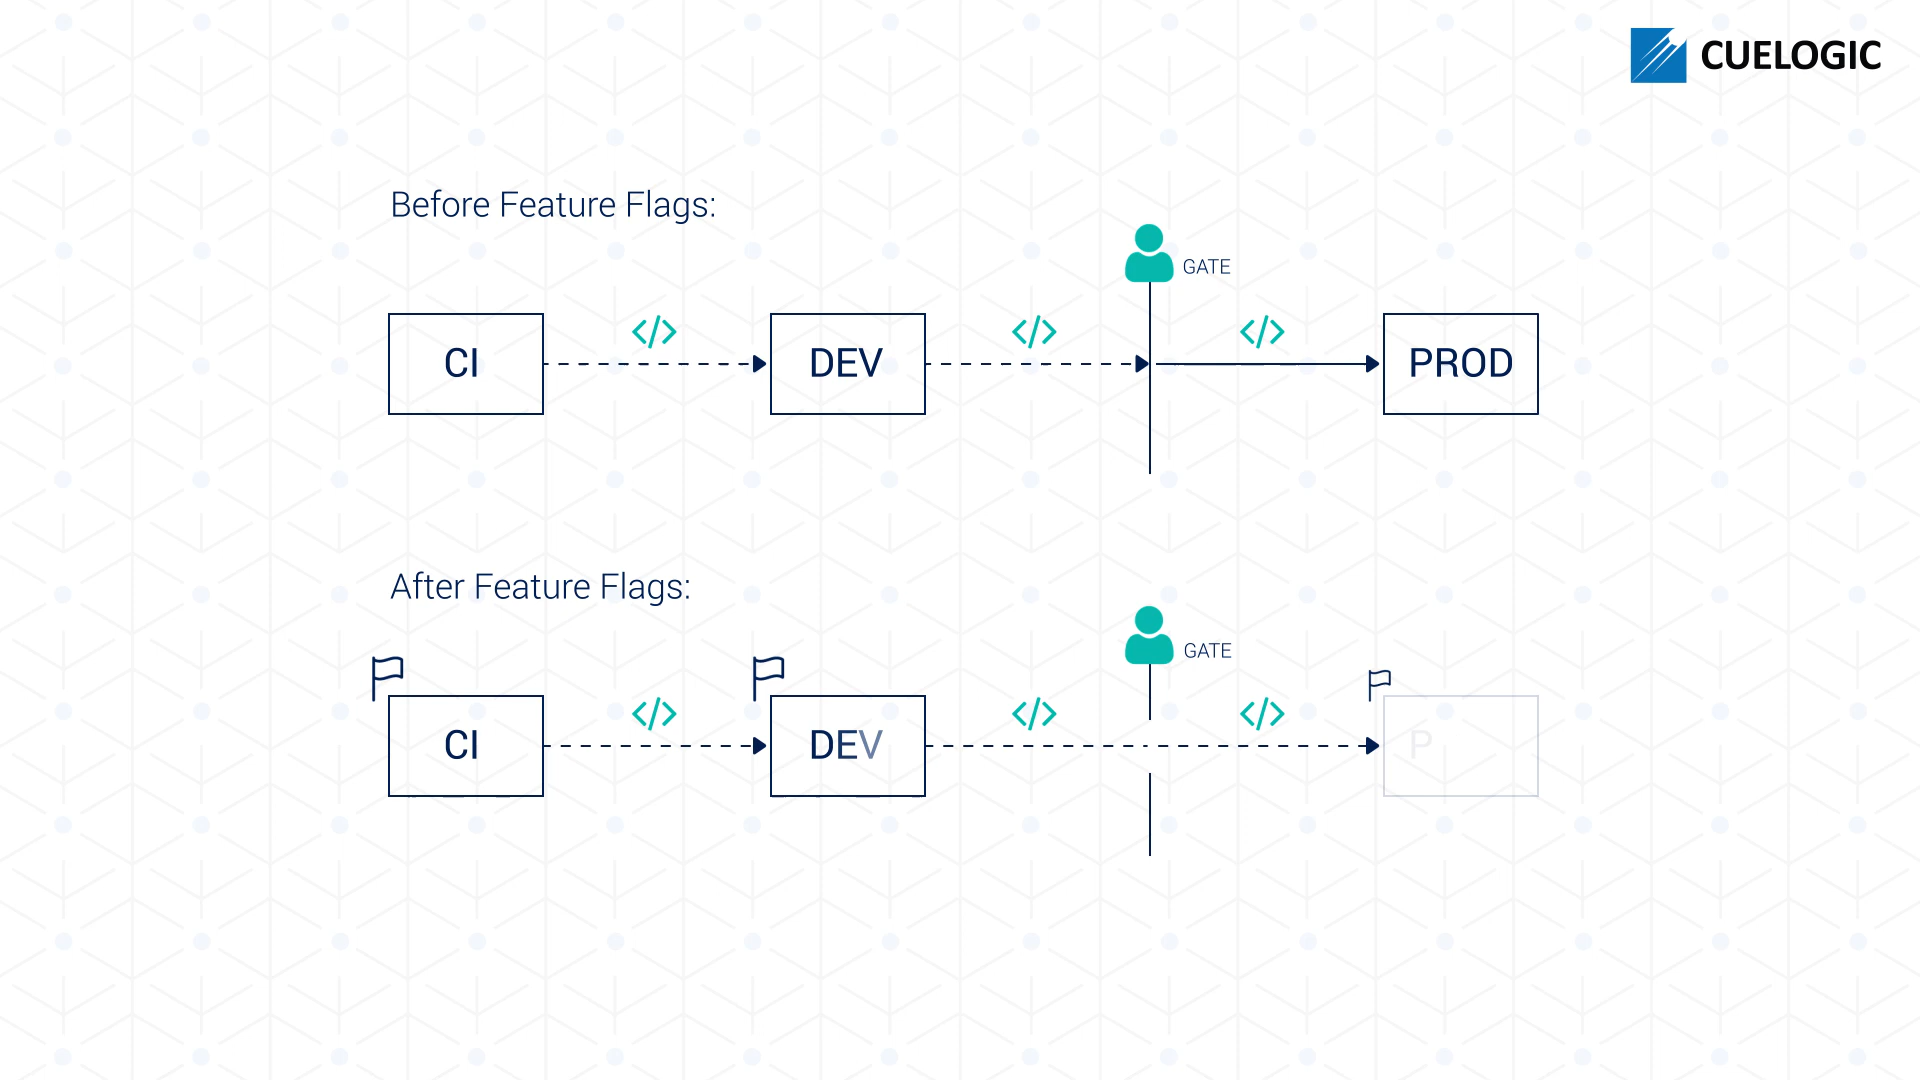 CUELOGIC
Before Feature Flags:
GATE
CI
</>
DEV
</>
</>
PROD
After Feature Flags:
GATE
CI
</>
DEV
</>
</>
P